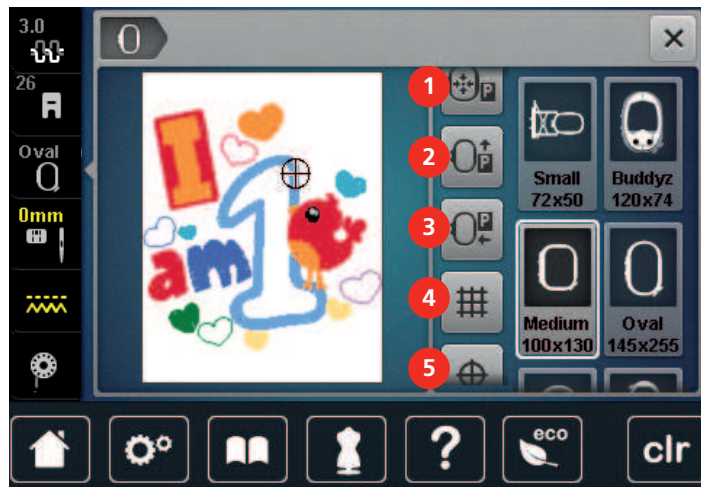 3.0
26
Oval
0mm
I
am
1
1
P
2
P
3
P
4
5
Small
72x50
Buddyz
120x74
Medium
100x130
Oval
145x255
?
eco
clr